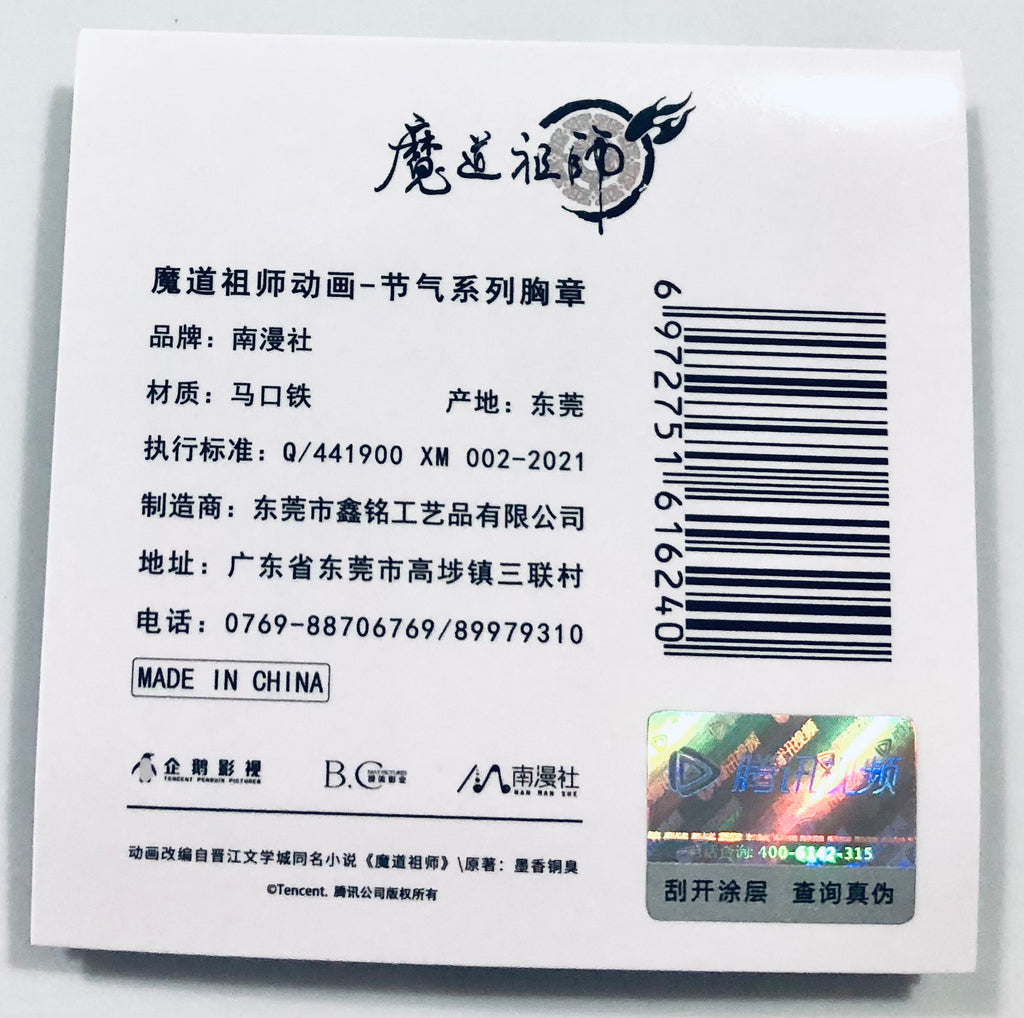 魔道祖師
魔道祖师动画-节气系列胸章
品牌：南漫社
材质：马口铁 产地：东莞
执行标准：Q/441900 XM 002-2021
制造商：东莞市鑫铭工艺品有限公司
地址：广东省东莞市高埗镇三联村
电话：0769-88706769/89979310
MADE IN CHINA
6972751616240
企鹅影视
TENCENT PENGUIN PICTURES
B.C
南漫社
NAN MAN SHE
动画改编自晋江文学城同名小说《魔道祖师》\原著：墨香铜臭
©Tencent. 腾讯公司版权所有
腾讯视频
查询: 400-6142-315
刮开涂层 查询真伪